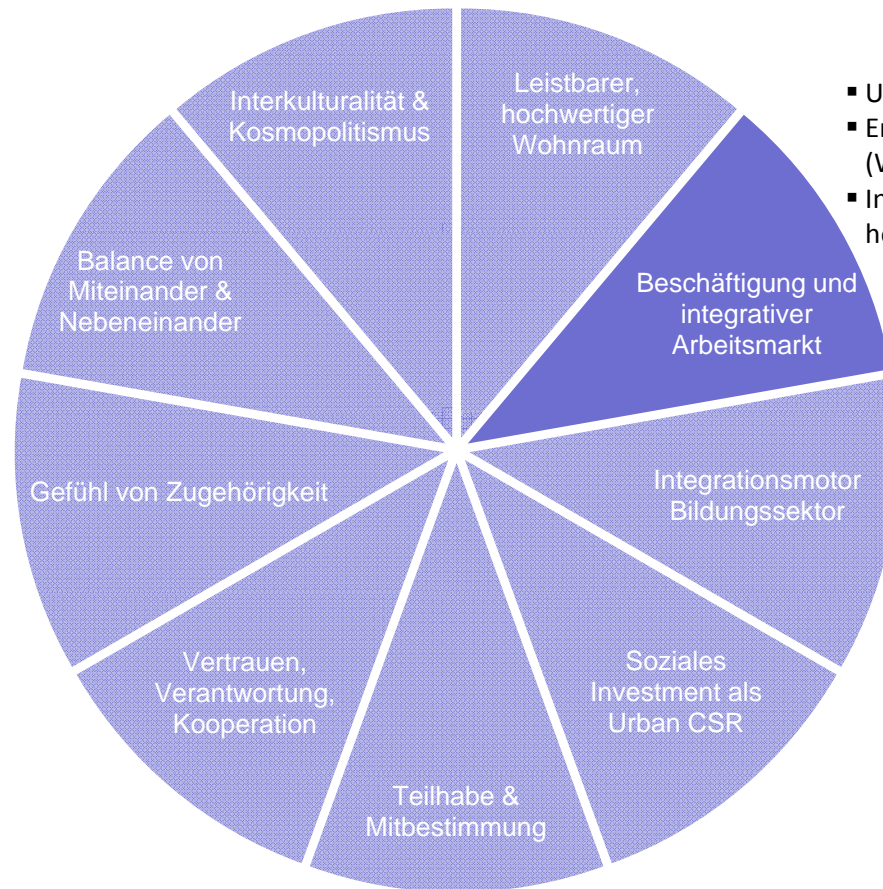 Leistbarer,
hochwertiger
Wohnraum
Beschäftigung und
integrativer
Arbeitsmarkt
Integrationsmotor
Bildungssektor
Soziales
Investment als
Urban CSR
Teilhabe &
Mitbestimmung
Vertrauen,
Verantwortung,
Kooperation
Gefühl von Zugehörigkeit
Balance von
Miteinander &
Nebeneinander
Interkulturalität &
Kosmopolitismus